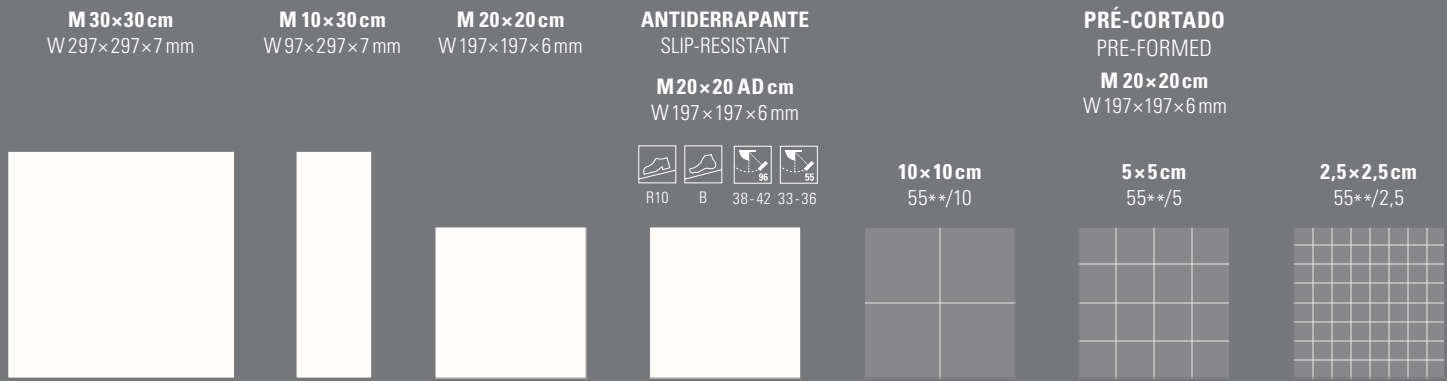 M 30×30 cm
W 297×297×7 mm
M 10×30 cm
W 97×297×7 mm
M 20×20 cm
W 197×197×6 mm
ANTIDERRAPANTE
SLIP-RESISTANT
M 20×20 AD cm
W 197×197×6 mm
96
55
R10
B
38-42
33-36
PRÉ-CORTADO
PRE-FORMED
M 20×20 cm
W 197×197×6 mm
10×10 cm
55**/10
5×5 cm
55**/5
2,5×2,5 cm
55**/2,5